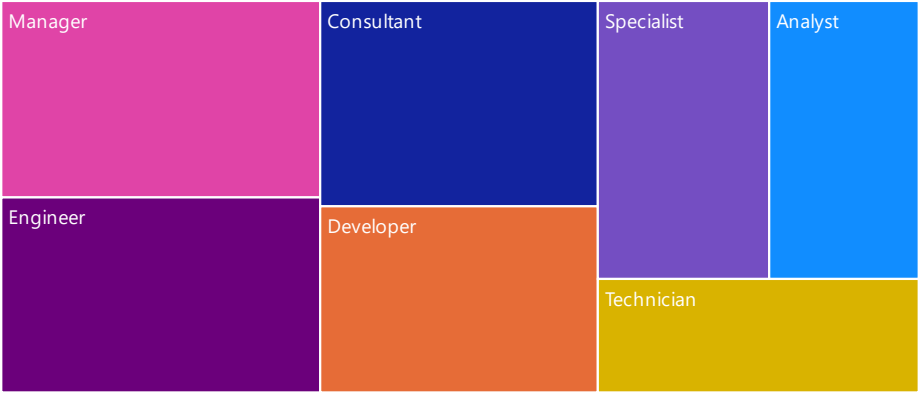 Manager
Consultant
Specialist
Analyst
Engineer
Developer
Technician